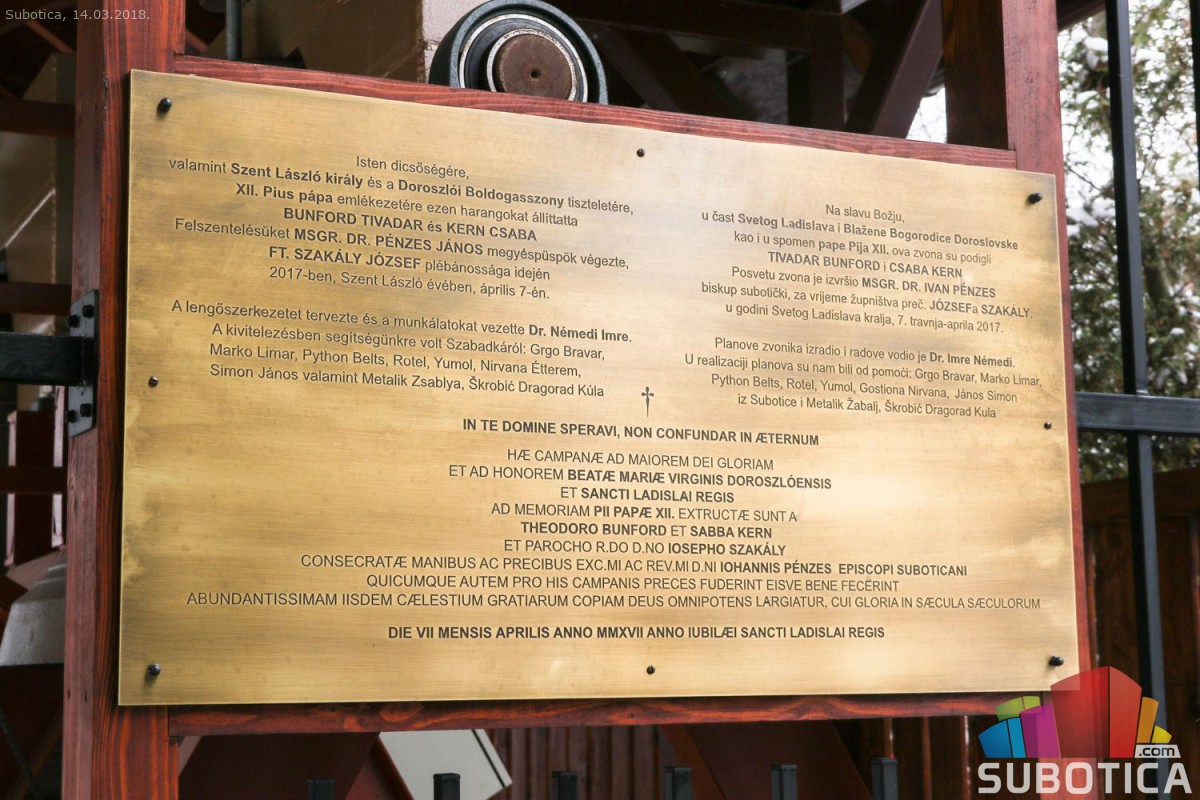 Subotica, 14.03.2018.
Isten dicsőségére,
valamint Szent László király és a Doroszlói Boldogasszony tiszteletére,
XII. Pius pápa emlékezetére ezen harangokat állíttatta
BUNFORD TIVADAR és KERN CSABA
Felszentelésüket MSGR. DR. PÉNZES JÁNOS megyéspüspök végezte,
FT. SZAKÁLY JÓZSEF plébánossága idején
2017-ben, Szent László évében, április 7-én.
A lengőszerkezetet tervezte és a munkálatokat vezette Dr. Némedi Imre.
A kivitelezésben segítségünkre volt Szabadkáról: Grgo Bravar,
Marko Limar, Python Belts, Rotel, Yumol, Nirvana Étterem,
Simon János valamint Metalik Zsablya, Škrobić Dragorad Kúla
Na slavu Božju,
u čast Svetog Ladislava i Blažene Bogorodice Doroslovske
kao i u spomen pape Pija XII. ova zvona su podigli
TIVADAR BUNFORD i CSABA KERN
Posvetu zvona je izvršio MSGR. DR. IVAN PÉNZES
biskup subotički, za vrijeme župništva preč. JÓZSEFa SZAKÁLY,
u godini Svetog Ladislava kralja, 7. travnja-aprila 2017.
Planove zvonika izradio i radove vodio je Dr. Imre Némedi.
U realizaciji planova su nam bili od pomoći: Grgo Bravar, Marko Limar,
Python Belts, Rotel, Yumol, Gostiona Nirvana, János Simon
iz Subotice i Metalik Žabalj, Škrobić Dragorad Kula
IN TE DOMINE SPERAVI, NON CONFUNDAR IN ÆTERNUM
HÆ CAMPANÆ AD MAIOREM DEI GLORIAM
ET AD HONOREM BEATÆ MARIÆ VIRGINIS DOROSZLÓENSIS
ET SANCTI LADISLAI REGIS
AD MEMORIAM PII PAPÆ XII. EXTRUCTÆ SUNT A
THEODORO BUNFORD ET SABBA KERN
ET PAROCHO R.DO D.NO IOSEPHO SZAKÁLY
CONSECRATÆ MANIBUS AC PRECIBUS EXC.MI AC REV.MI D.NI IOHANNIS PÉNZES EPISCOPI SUBOTICANI
QUICUMQUE AUTEM PRO HIS CAMPANIS PRECES FUDERINT EISVE BENE FECERINT
ABUNDANTISSIMAM IISDEM CÆLESTIUM GRATIARUM COPIAM DEUS OMNIPOTENS LARGIATUR, CUI GLORIA IN SÆCULA SÆCULORUM
DIE VII MENSIS APRILIS ANNO MMXVII ANNO IUBILÆI SANCTI LADISLAI REGIS
.com
SUBOTICA